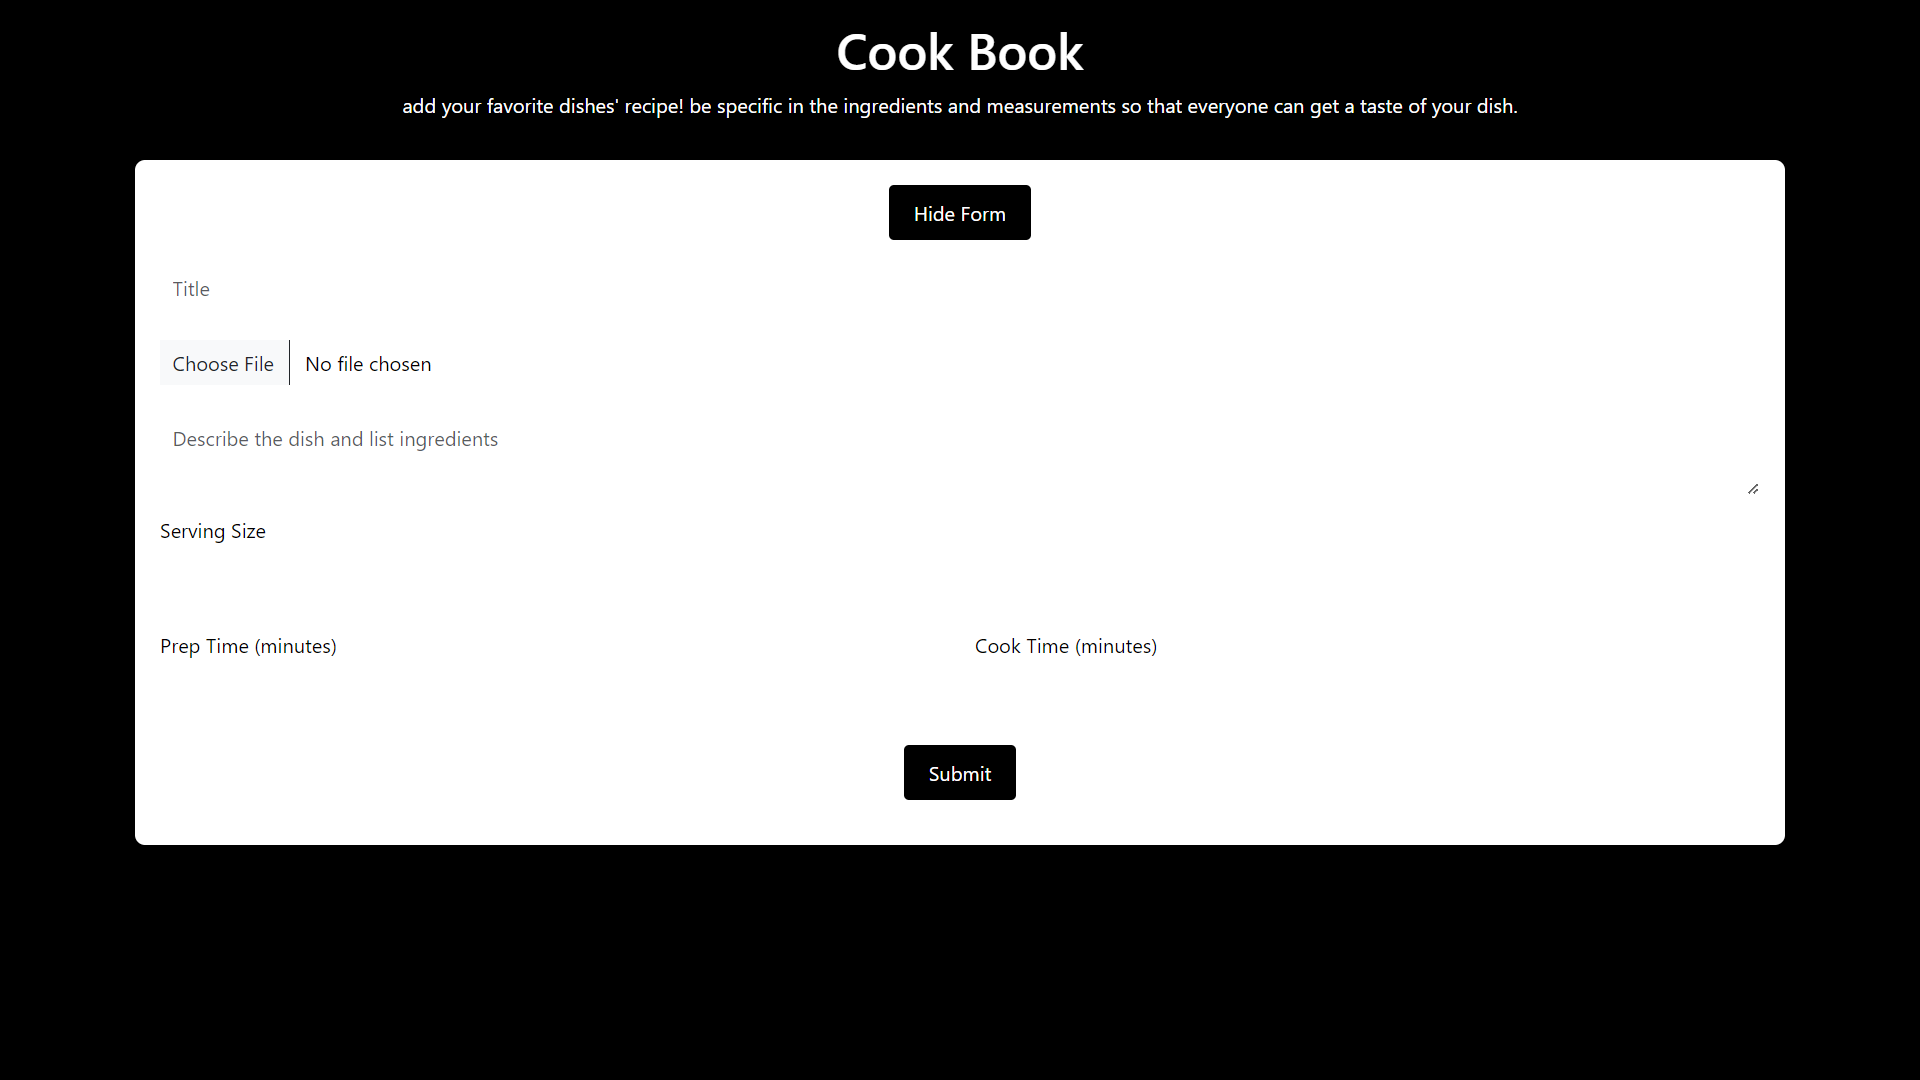 Cook Book
add your favorite dishes' recipe! be specific in the ingredients and measurements so that everyone can get a taste of your dish.
Hide Form
Title
Choose File No file chosen
Describe the dish and list ingredients
Serving Size
Prep Time (minutes) Cook Time (minutes)
Submit